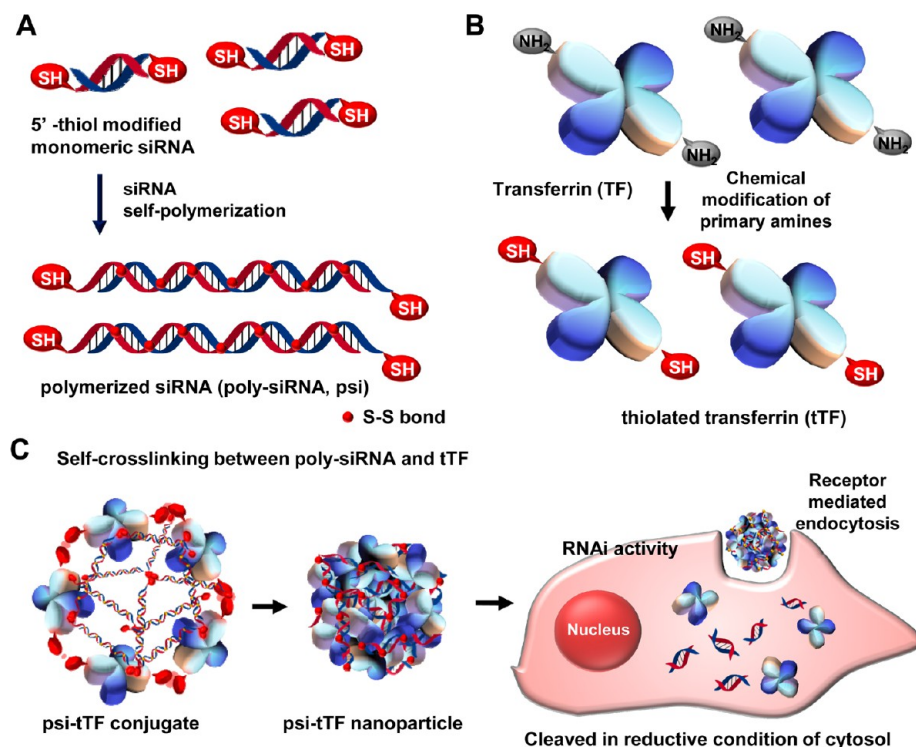 A
SH
SH
SH
SH
SH
SH
5' -thiol modified
monomeric siRNA
siRNA
self-polymerization
SH
SH
SH
SH
polymerized siRNA (poly-siRNA, psi)
S-S bond
B
NH2
NH2
NH2
NH2
Transferrin (TF)
Chemical
modification of
primary amines
SH
SH
SH
SH
thiolated transferrin (tTF)
C
Self-crosslinking between poly-siRNA and tTF
psi-tTF conjugate
psi-tTF nanoparticle
Receptor
mediated
endocytosis
RNAi activity
Nucleus
Cleaved in reductive condition of cytosol